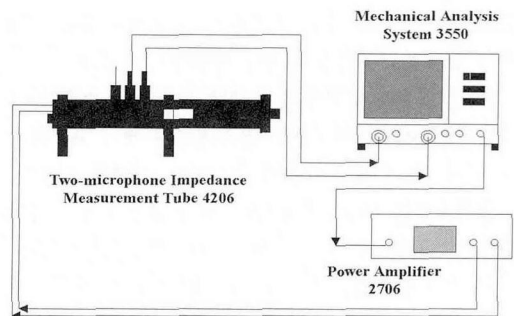 Mechanical Analysis
System 3550
Two-microphone Impedance
Measurement Tube 4206
Power Amplifier
2706